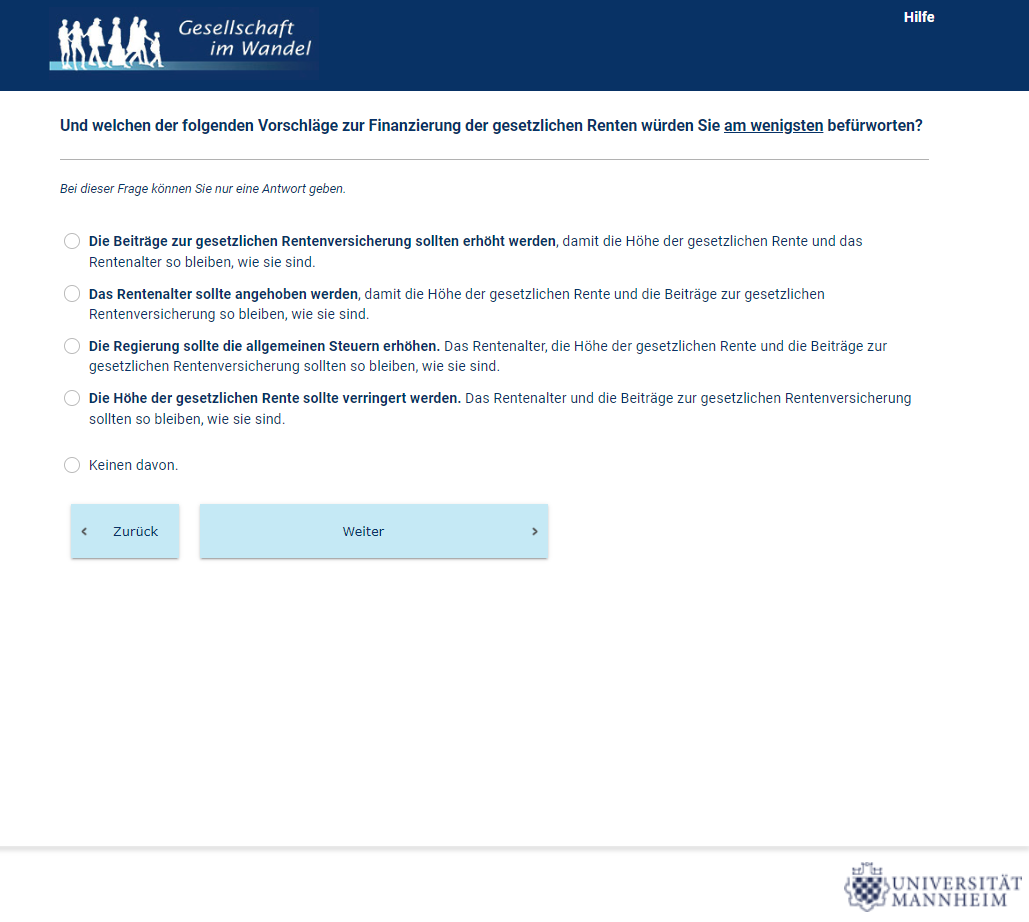 Gesellschaft
im Wandel
Hilfe
Und welchen der folgenden Vorschläge zur Finanzierung der gesetzlichen Renten würden Sie am wenigsten befürworten?
Bei dieser Frage können Sie nur eine Antwort geben.
Die Beiträge zur gesetzlichen Rentenversicherung sollten erhöht werden, damit die Höhe der gesetzlichen Rente und das
Rentenalter so bleiben, wie sie sind.
Das Rentenalter sollte angehoben werden, damit die Höhe der gesetzlichen Rente und die Beiträge zur gesetzlichen
Rentenversicherung so bleiben, wie sie sind.
Die Regierung sollte die allgemeinen Steuern erhöhen. Das Rentenalter, die Höhe der gesetzlichen Rente und die Beiträge zur
gesetzlichen Rentenversicherung sollten so bleiben, wie sie sind.
Die Höhe der gesetzlichen Rente sollte verringert werden. Das Rentenalter und die Beiträge zur gesetzlichen Rentenversicherung
sollten so bleiben, wie sie sind.
Keinen davon.
‹ Zurück
Weiter ›
UNIVERSITÄT
MANNHEIM